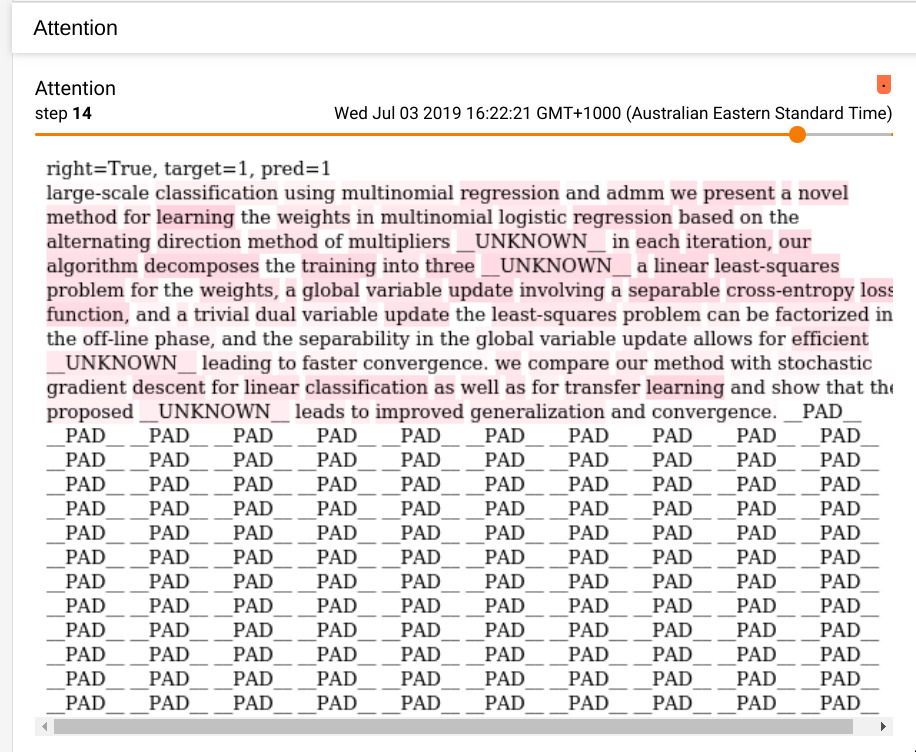 Attention
Attention
step 14 Wed Jul 03 2019 16:22:21 GMT+1000 (Australian Eastern Standard Time)
right=True, target=1, pred=1
large-scale classification using multinomial regression and admm we present a novel
method for learning the weights in multinomial logistic regression based on the
alternating direction method of multipliers __UNKNOWN__ in each iteration, our
algorithm decomposes the training into three __UNKNOWN__ a linear least-squares
problem for the weights, a global variable update involving a separable cross-entropy loss
function, and a trivial dual variable update the least-squares problem can be factorized in
the off-line phase, and the separability in the global variable update allows for efficient
__UNKNOWN__ leading to faster convergence. we compare our method with stochastic
gradient descent for linear classification as well as for transfer learning and show that the
proposed __UNKNOWN__ leads to improved generalization and convergence. __PAD__
__PAD__ __PAD__ __PAD__ __PAD__ __PAD__ __PAD__ __PAD__ __PAD__ __PAD__ __PAD__
__PAD__ __PAD__ __PAD__ __PAD__ __PAD__ __PAD__ __PAD__ __PAD__ __PAD__ __PAD__
__PAD__ __PAD__ __PAD__ __PAD__ __PAD__ __PAD__ __PAD__ __PAD__ __PAD__ __PAD__
__PAD__ __PAD__ __PAD__ __PAD__ __PAD__ __PAD__ __PAD__ __PAD__ __PAD__ __PAD__
__PAD__ __PAD__ __PAD__ __PAD__ __PAD__ __PAD__ __PAD__ __PAD__ __PAD__ __PAD__
__PAD__ __PAD__ __PAD__ __PAD__ __PAD__ __PAD__ __PAD__ __PAD__ __PAD__ __PAD__
__PAD__ __PAD__ __PAD__ __PAD__ __PAD__ __PAD__ __PAD__ __PAD__ __PAD__ __PAD__
__PAD__ __PAD__ __PAD__ __PAD__ __PAD__ __PAD__ __PAD__ __PAD__ __PAD__ __PAD__
__PAD__ __PAD__ __PAD__ __PAD__ __PAD__ __PAD__ __PAD__ __PAD__ __PAD__ __PAD__
__PAD__ __PAD__ __PAD__ __PAD__ __PAD__ __PAD__ __PAD__ __PAD__ __PAD__ __PAD__
__PAD__ __PAD__ __PAD__ __PAD__ __PAD__ __PAD__ __PAD__ __PAD__ __PAD__ __PAD__
__PAD__ __PAD__ __PAD__ __PAD__ __PAD__ __PAD__ __PAD__ __PAD__ __PAD__ __PAD__